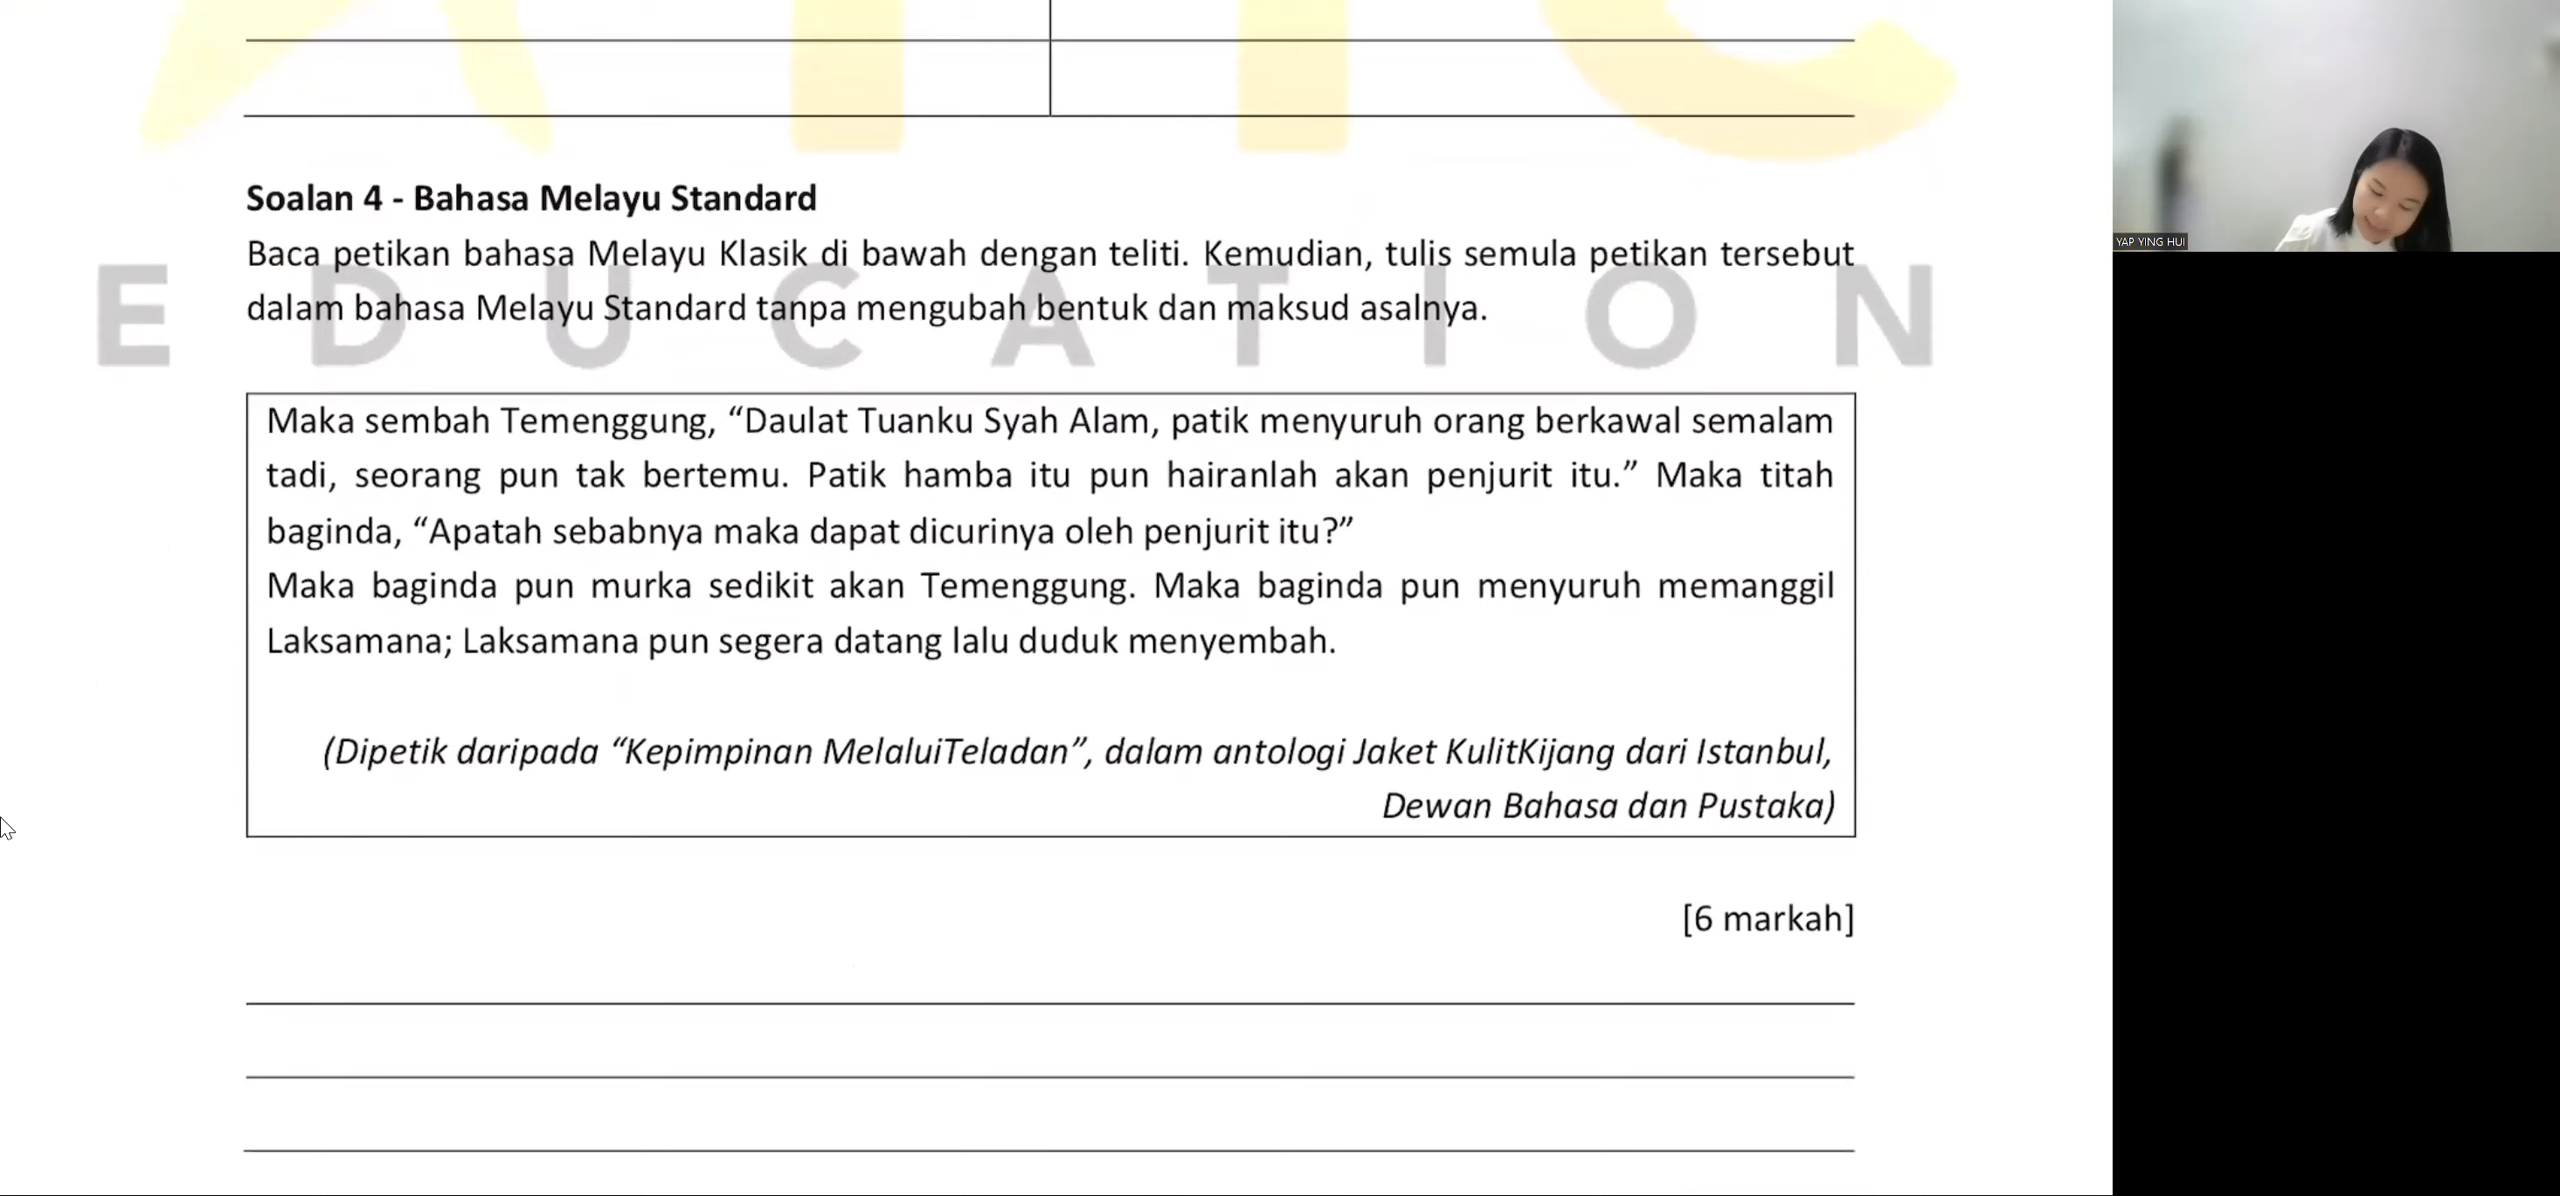 Soalan 4 - Bahasa Melayu Standard
Baca petikan bahasa Melayu Klasik di bawah dengan teliti. Kemudian, tulis semula petikan tersebut
dalam bahasa Melayu Standard tanpa mengubah bentuk dan maksud asalnya.
E D U C A T I O N
Maka sembah Temenggung, “Daulat Tuanku Syah Alam, patik menyuruh orang berkawal semalam
tadi, seorang pun tak bertemu. Patik hamba itu pun hairanlah akan penjurit itu.” Maka titah
baginda, “Apatah sebabnya maka dapat dicurinya oleh penjurit itu?”
Maka baginda pun murka sedikit akan Temenggung. Maka baginda pun menyuruh memanggil
Laksamana; Laksamana pun segera datang lalu duduk menyembah.
(Dipetik daripada “Kepimpinan MelaluiTeladan”, dalam antologi Jaket KulitKijang dari Istanbul,
Dewan Bahasa dan Pustaka)
[6 markah]
YAP YING HUI